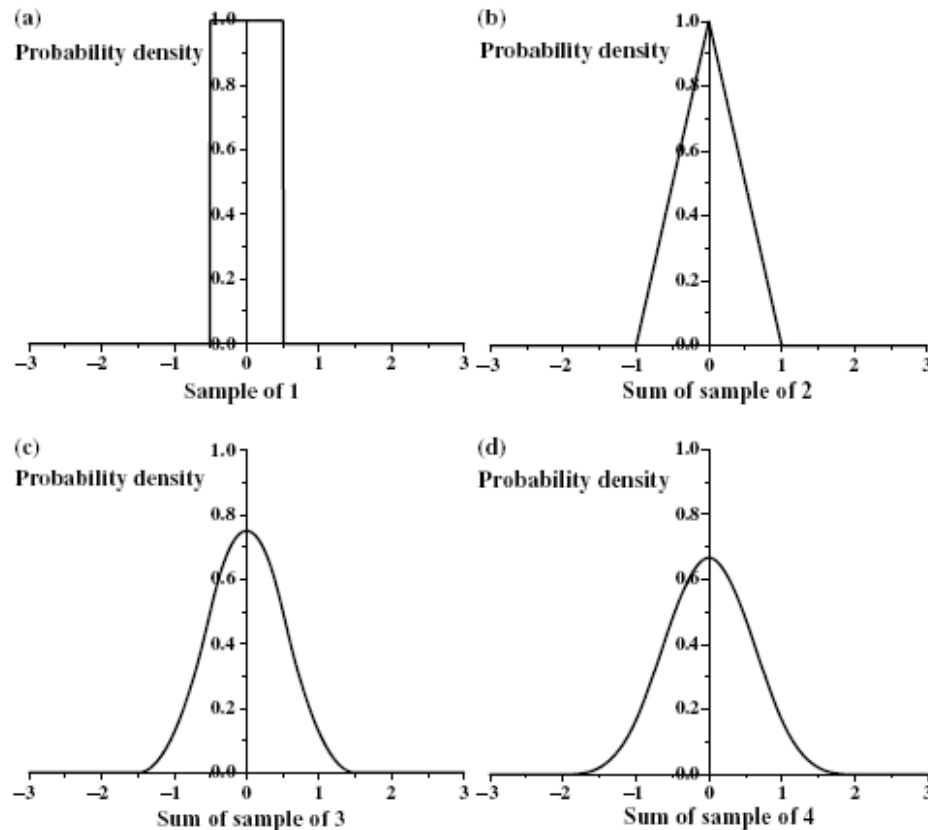 (a)
Probability density
1.0
0.8
0.6
0.4
0.2
0.0
–3 –2 –1 0 1 2 3
Sample of 1
(b)
Probability density
1.0
0.8
0.6
0.4
0.2
0.0
–3 –2 –1 0 1 2 3
Sum of sample of 2
(c)
Probability density
1.0
0.8
0.6
0.4
0.2
0.0
–3 –2 –1 0 1 2 3
Sum of sample of 3
(d)
Probability density
1.0
0.8
0.6
0.4
0.2
0.0
–3 –2 –1 0 1 2 3
Sum of sample of 4